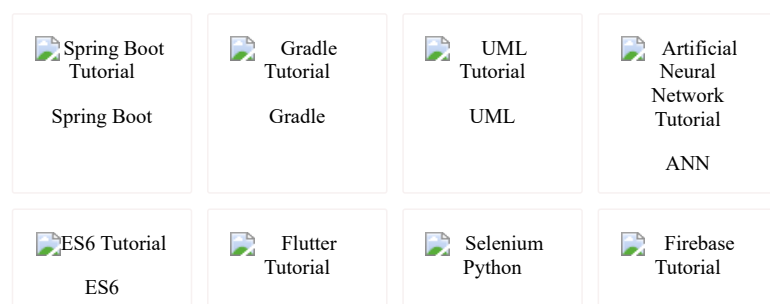 Spring Boot
Tutorial
Spring Boot
Gradle
Tutorial
Gradle
UML
Tutorial
UML
Artificial
Neural
Network
Tutorial
ANN
ES6 Tutorial
ES6
Flutter
Tutorial
Selenium
Python
Firebase
Tutorial